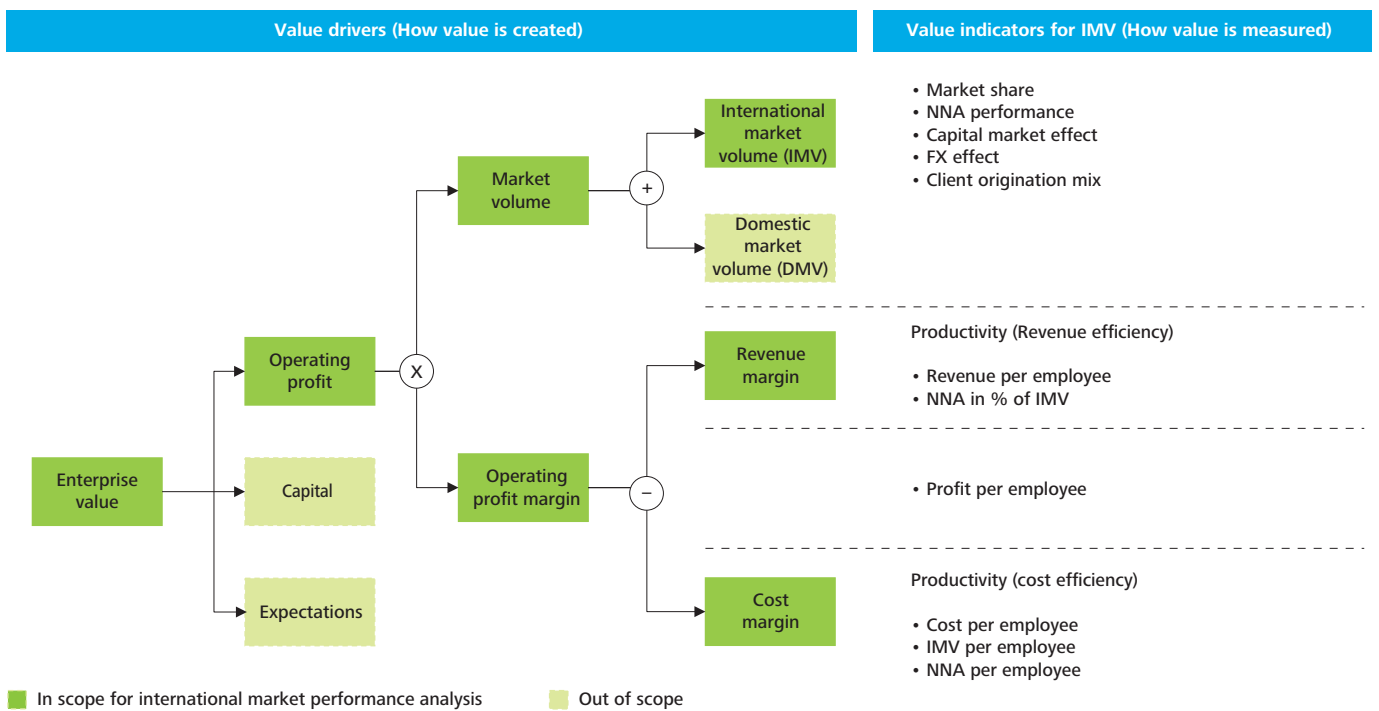 Value drivers (How value is created)
Value indicators for IMV (How value is measured)
International
market
volume (IMV)
• Market share
• NNA performance
• Capital market effect
• FX effect
• Client origination mix
Market
volume
+
Domestic
market
volume (DMV)
Operating
profit
X
Revenue
margin
Productivity (Revenue efficiency)
• Revenue per employee
• NNA in % of IMV
Enterprise
value
Capital
Operating
profit margin
–
• Profit per employee
Expectations
Cost
margin
Productivity (cost efficiency)
• Cost per employee
• IMV per employee
• NNA per employee
In scope for international market performance analysis
Out of scope